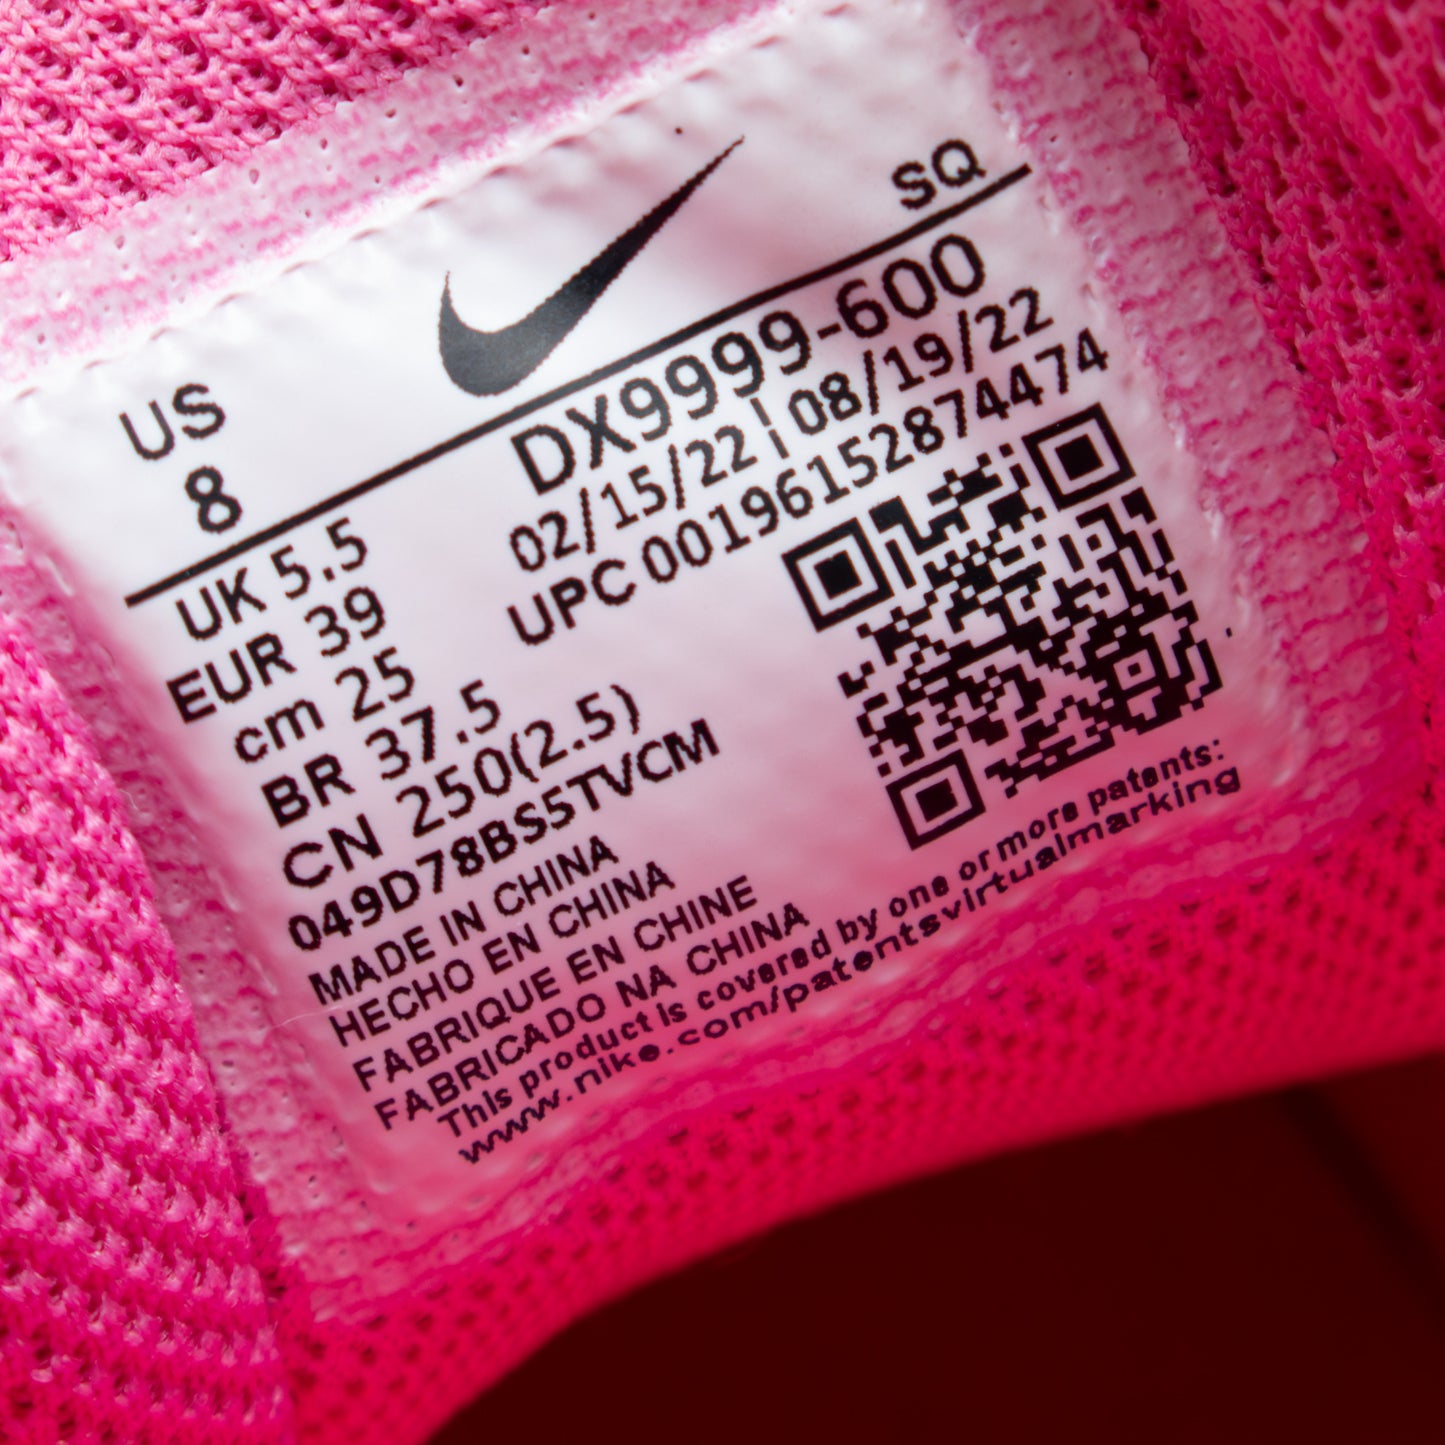 US
8
SQ
UK 5.5
EUR 39
cm 25
BR 37.5
CN 250(2.5)
049D78BS5TVCM
DX9999-600
02/15/22 | 08/19/22
UPC 00196152874474
MADE IN CHINA
HECHO EN CHINA
FABRIQUE EN CHINE
FABRICADO NA CHINA
This product is covered by one or more patents:
www.nike.com/patentsvirtualmarking